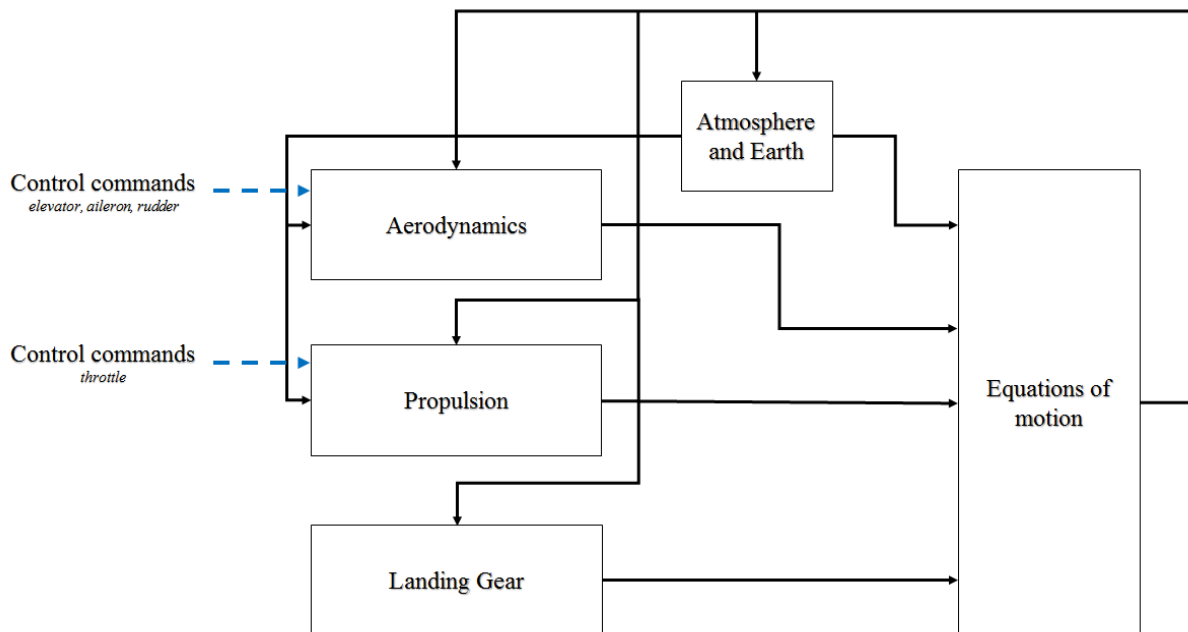 Atmosphere
and Earth
Control commands
elevator, aileron, rudder
Aerodynamics
Control commands
throttle
Propulsion
Equations of
motion
Landing Gear